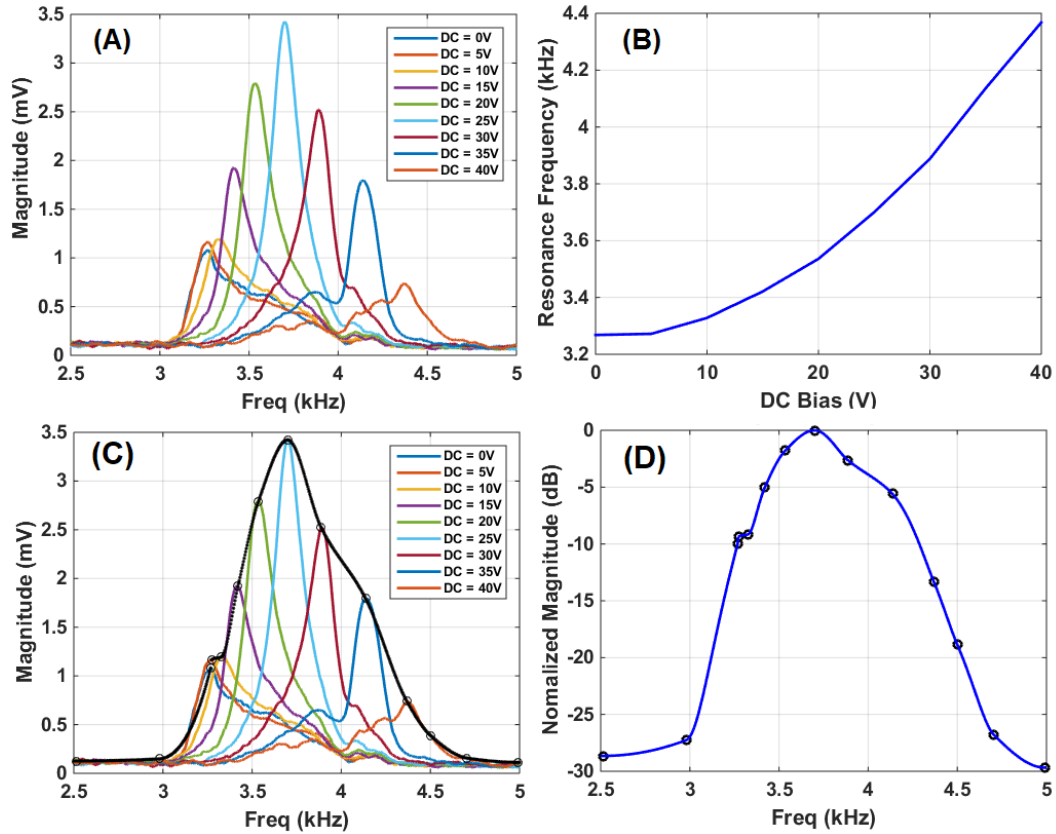 (A)
Magnitude (mV)
3.5
3
2.5
2
1.5
1
0.5
0
2.5 3 3.5 4 4.5 5
Freq (kHz)
DC = 0V
DC = 5V
DC = 10V
DC = 15V
DC = 20V
DC = 25V
DC = 30V
DC = 35V
DC = 40V
(B)
Resonance Frequency (kHz)
4.4
4.2
4
3.8
3.6
3.4
3.2
0 10 20 30 40
DC Bias (V)
(C)
Magnitude (mV)
3.5
3
2.5
2
1.5
1
0.5
0
2.5 3 3.5 4 4.5 5
Freq (kHz)
DC = 0V
DC = 5V
DC = 10V
DC = 15V
DC = 20V
DC = 25V
DC = 30V
DC = 35V
DC = 40V
(D)
Normalized Magnitude (dB)
0
-5
-10
-15
-20
-25
-30
2.5 3 3.5 4 4.5 5
Freq (kHz)